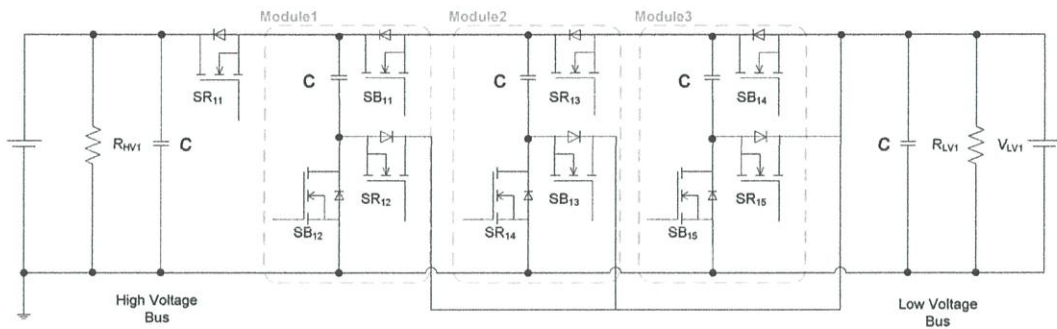 Module1
Module2
Module3
SR11
C
SB11
C
SR13
C
SB14
RHV1
C
SR12
SB12
SB13
SR14
SR15
SB15
C
RLV1
VLV1
High Voltage
Bus
Low Voltage
Bus